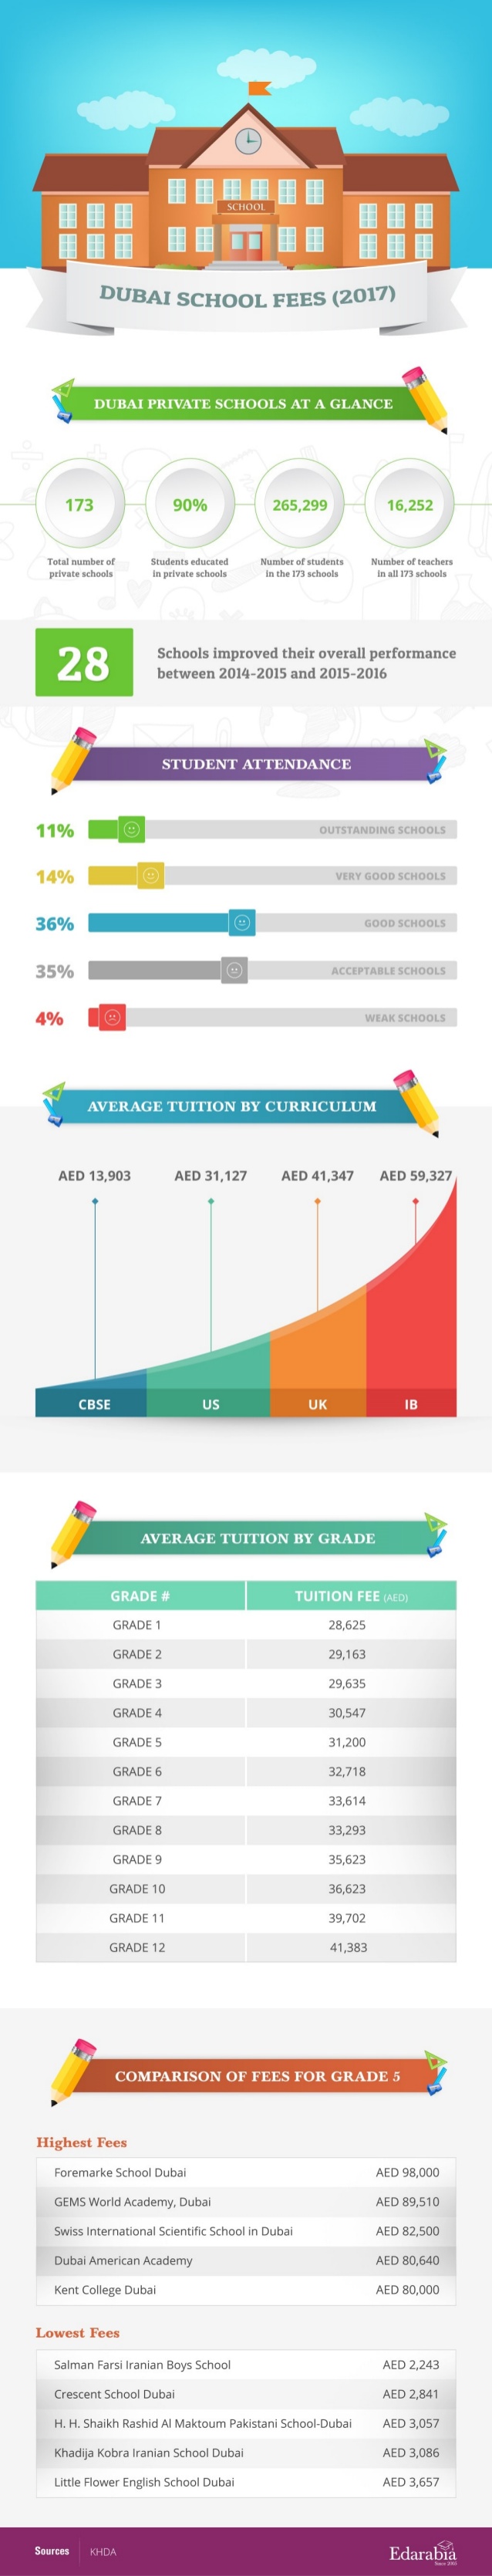 SCHOOL
DUBAI SCHOOL FEES (2017)
DUBAI PRIVATE SCHOOLS AT A GLANCE
173
90%
265,299
16,252
Total number of
private schools
Students educated
in private schools
Number of students
in the 173 schools
Number of teachers
in all 173 schools
28
Schools improved their overall performance
between 2014-2015 and 2015-2016
STUDENT ATTENDANCE
11% OUTSTANDING SCHOOLS
14% VERY GOOD SCHOOLS
36% GOOD SCHOOLS
35% ACCEPTABLE SCHOOLS
4% WEAK SCHOOLS
AVERAGE TUITION BY CURRICULUM
AED 13,903 AED 31,127 AED 41,347 AED 59,327
CBSE US UK IB
AVERAGE TUITION BY GRADE
GRADE # TUITION FEE (AED)
GRADE 1 28,625
GRADE 2 29,163
GRADE 3 29,635
GRADE 4 30,547
GRADE 5 31,200
GRADE 6 32,718
GRADE 7 33,614
GRADE 8 33,293
GRADE 9 35,623
GRADE 10 36,623
GRADE 11 39,702
GRADE 12 41,383
COMPARISON OF FEES FOR GRADE 5
Highest Fees
Foremarke School Dubai AED 98,000
GEMS World Academy, Dubai AED 89,510
Swiss International Scientific School in Dubai AED 82,500
Dubai American Academy AED 80,640
Kent College Dubai AED 80,000
Lowest Fees
Salman Farsi Iranian Boys School AED 2,243
Crescent School Dubai AED 2,841
H. H. Shaikh Rashid Al Maktoum Pakistani School-Dubai AED 3,057
Khadija Kobra Iranian School Dubai AED 3,086
Little Flower English School Dubai AED 3,657
Sources KHDA
Edarabia
Since 2010